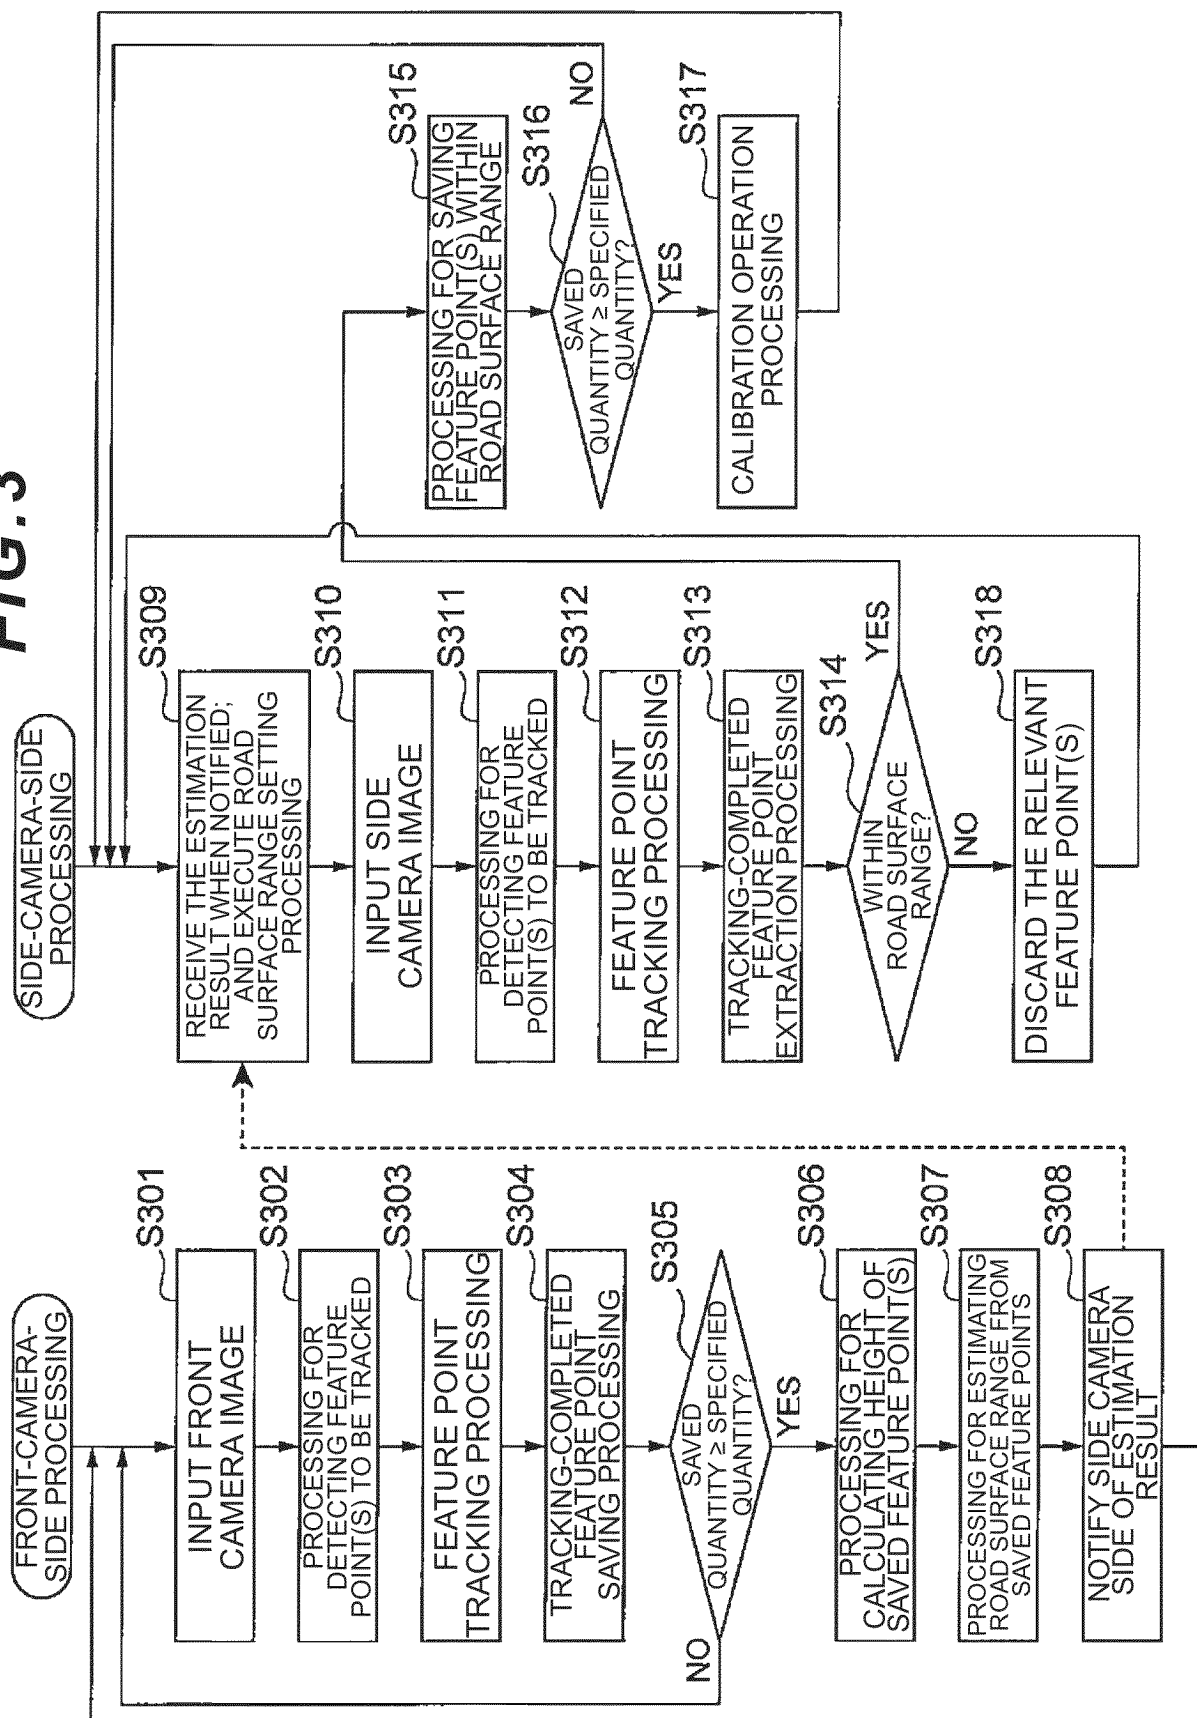 FIG.3
FRONT-CAMERA-
SIDE PROCESSING
S301
INPUT FRONT
CAMERA IMAGE
S302
PROCESSING FOR
DETECTING FEATURE
POINT(S) TO BE TRACKED
S303
FEATURE POINT
TRACKING PROCESSING
S304
TRACKING-COMPLETED
FEATURE POINT
SAVING PROCESSING
S305
SAVED
QUANTITY ≥ SPECIFIED
QUANTITY?
NO
YES
S306
PROCESSING FOR
CALCULATING HEIGHT OF
SAVED FEATURE POINT(S)
S307
PROCESSING FOR ESTIMATING
ROAD SURFACE RANGE FROM
SAVED FEATURE POINTS
S308
NOTIFY SIDE CAMERA
SIDE OF ESTIMATION
RESULT
SIDE-CAMERA-SIDE
PROCESSING
S309
RECEIVE THE ESTIMATION
RESULT WHEN NOTIFIED;
AND EXECUTE ROAD
SURFACE RANGE SETTING
PROCESSING
S310
INPUT SIDE
CAMERA IMAGE
S311
PROCESSING FOR
DETECTING FEATURE
POINT(S) TO BE TRACKED
S312
FEATURE POINT
TRACKING PROCESSING
S313
TRACKING-COMPLETED
FEATURE POINT
EXTRACTION PROCESSING
S314
WITHIN
ROAD SURFACE
RANGE?
YES
NO
S318
DISCARD THE RELEVANT
FEATURE POINT(S)
S315
PROCESSING FOR SAVING
FEATURE POINT(S) WITHIN
ROAD SURFACE RANGE
S316
SAVED
QUANTITY ≥ SPECIFIED
QUANTITY?
NO
YES
S317
CALIBRATION OPERATION
PROCESSING